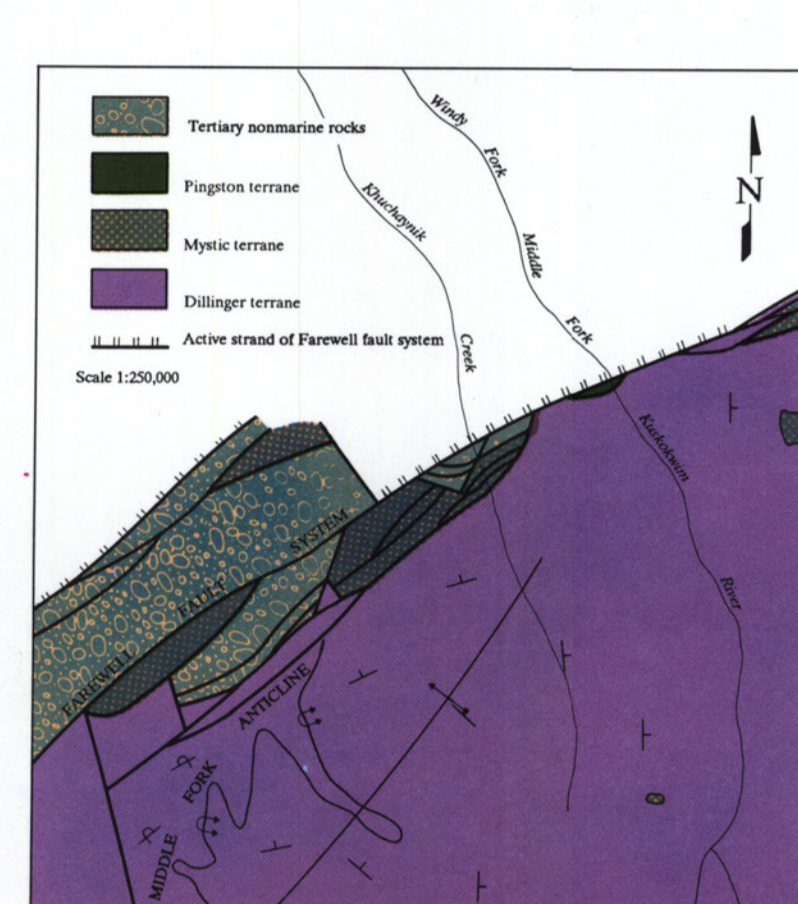 Tertiary nonmarine rocks
Pingston terrane
Mystic terrane
Dillinger terrane
Active strand of Farewell fault system
Scale 1:250,000
Windy
Fork
Middle
Fork
Kuskokwim
River
Khuchaynik
Creek
N
FAREWELL
FAULT
SYSTEM
MIDDLE
FORK
ANTICLINE